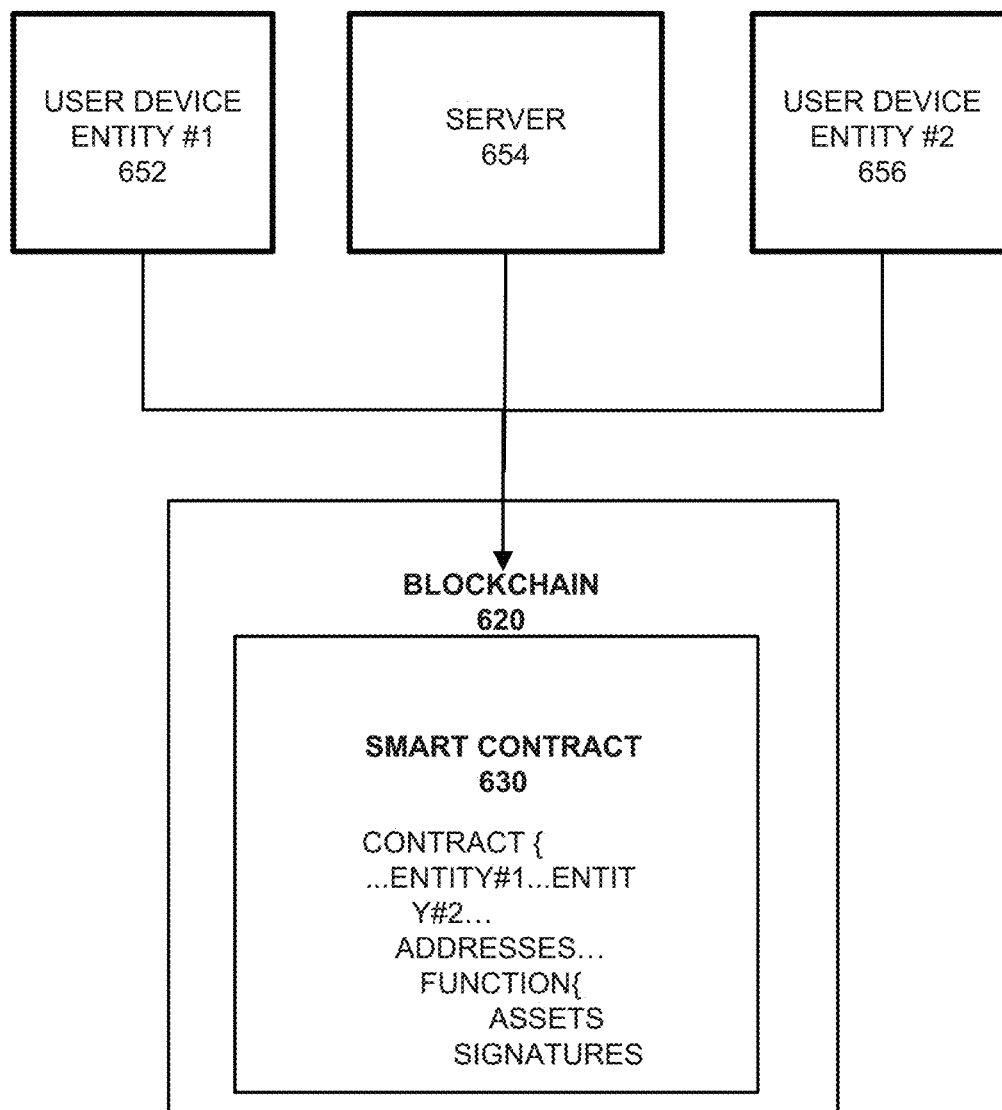 USER DEVICE
ENTITY #1
652
SERVER
654
USER DEVICE
ENTITY #2
656
BLOCKCHAIN
620
SMART CONTRACT
630
CONTRACT {
...ENTITY#1...ENTIT
Y#2...
ADDRESSES...
FUNCTION{
ASSETS
SIGNATURES